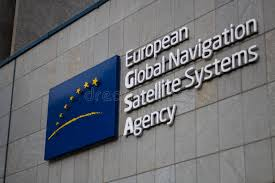 European
Global Navigation
Satellite Systems
Agency